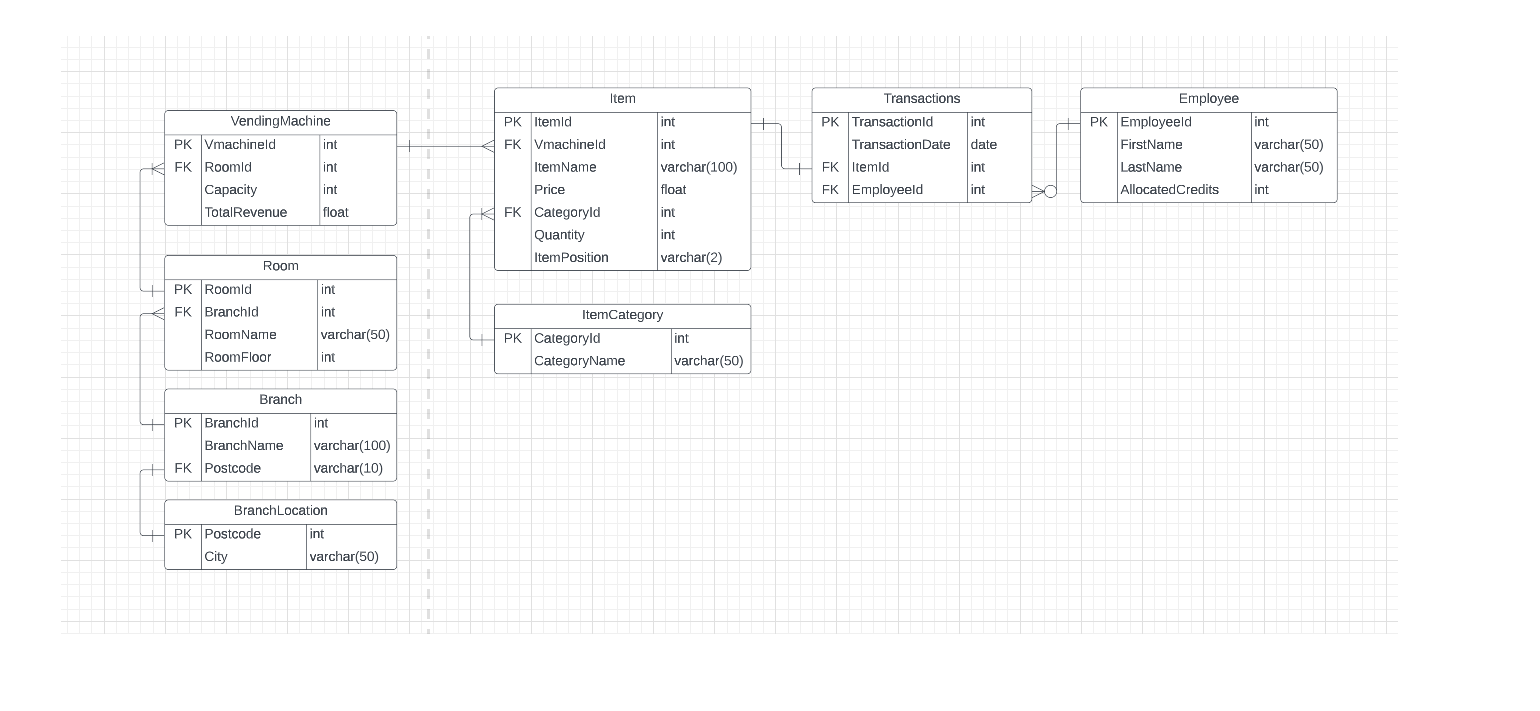 VendingMachine
PK VmachineId int
FK RoomId int
Capacity int
TotalRevenue float
Room
PK RoomId int
FK BranchId int
RoomName varchar(50)
RoomFloor int
Branch
PK BranchId int
BranchName varchar(100)
FK Postcode varchar(10)
BranchLocation
PK Postcode int
City varchar(50)
Item
PK ItemId int
FK VmachineId int
ItemName varchar(100)
Price float
FK CategoryId int
Quantity int
ItemPosition varchar(2)
ItemCategory
PK CategoryId int
CategoryName varchar(50)
Transactions
PK TransactionId int
TransactionDate date
FK ItemId int
FK EmployeeId int
Employee
PK EmployeeId int
FirstName varchar(50)
LastName varchar(50)
AllocatedCredits int